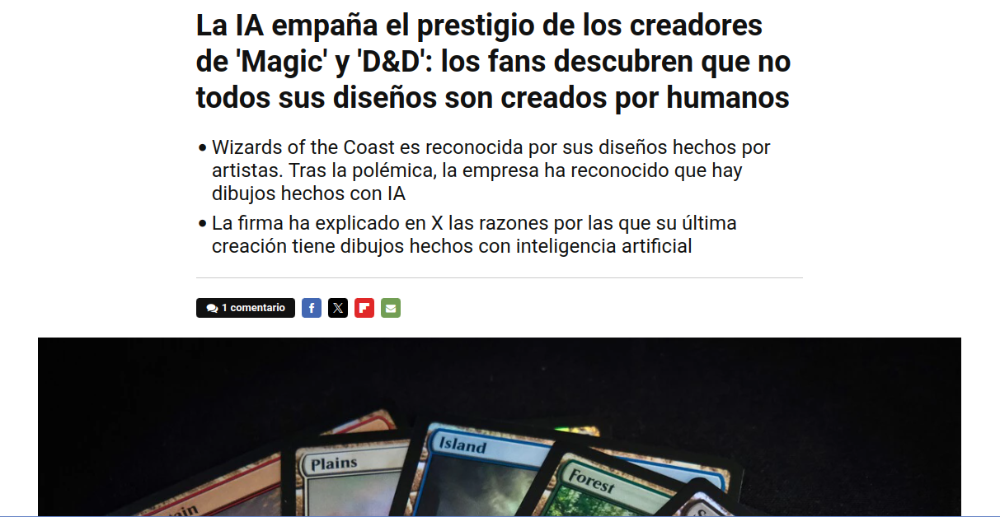 La IA empaña el prestigio de los creadores
de 'Magic' y 'D&D': los fans descubren que no
todos sus diseños son creados por humanos
• Wizards of the Coast es reconocida por sus diseños hechos por
artistas. Tras la polémica, la empresa ha reconocido que hay
dibujos hechos con IA
• La firma ha explicado en X las razones por las que su última
creación tiene dibujos hechos con inteligencia artificial
1 comentario
Island
Plains
Forest